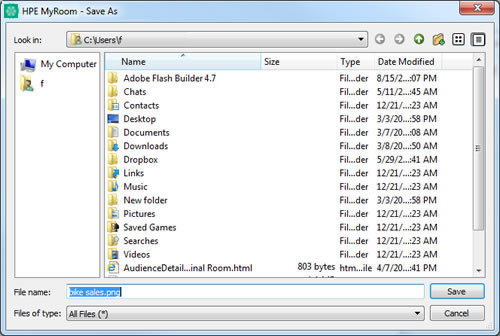 HPE MyRoom - Save As
Look in: C:\Users\f
My Computer
f
Name Size Type Date Modified
Adobe Flash Builder 4.7 Fil...der 8/15/2...:07 PM
Chats Fil...der 5/11/2...:45 AM
Contacts Fil...der 12/21/...:23 AM
Desktop Fil...der 3/3/20...:58 PM
Documents Fil...der 3/7/20...:08 AM
Downloads Fil...der 3/8/20...:50 AM
Dropbox Fil...der 5/29/2...:41 AM
Links Fil...der 12/21/...:23 AM
Music Fil...der 12/21/...:23 AM
New folder Fil...der 3/3/20...:58 PM
Pictures Fil...der 12/21/...:23 AM
Saved Games Fil...der 12/21/...:23 AM
Searches Fil...der 12/21/...:23 AM
Videos Fil...der 12/21/...:23 AM
AudienceDetail...inal Room.html 803 bytes htm...ile 4/7/20...:41 PM
File name: bike sales.png Save
Files of type: All Files (*) Cancel